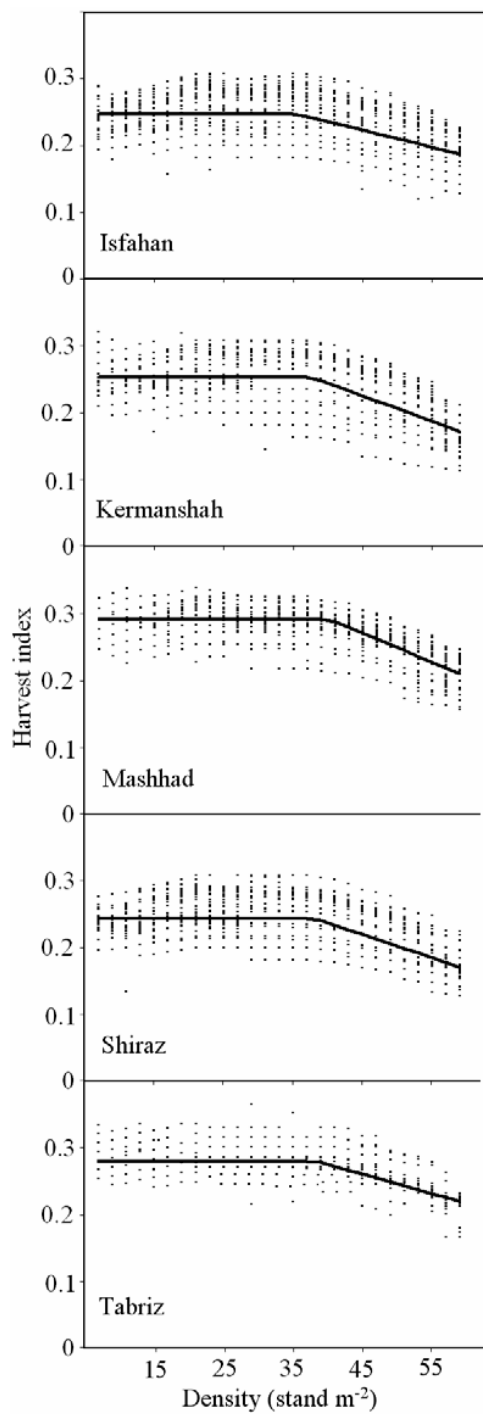 0.3
0.2
0.1
Isfahan
0
0.3
0.2
0.1
Kermanshah
0
0.3
0.2
0.1
Mashhad
0
0.3
0.2
0.1
Shiraz
0
0.3
0.2
0.1
Tabriz
0
Harvest index
15 25 35 45 55
Density (stand m⁻²)